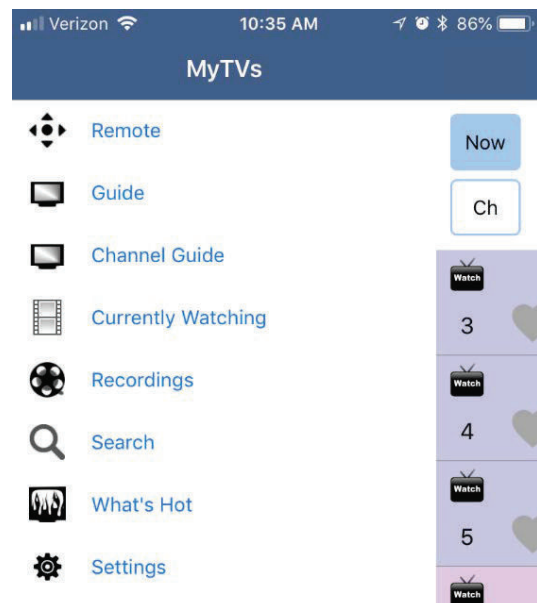 Verizon 10:35 AM 86%
MyTVs
Remote
Guide
Channel Guide
Currently Watching
Recordings
Search
What's Hot
Settings
Now
Ch
Watch
3
Watch
4
Watch
5
Watch